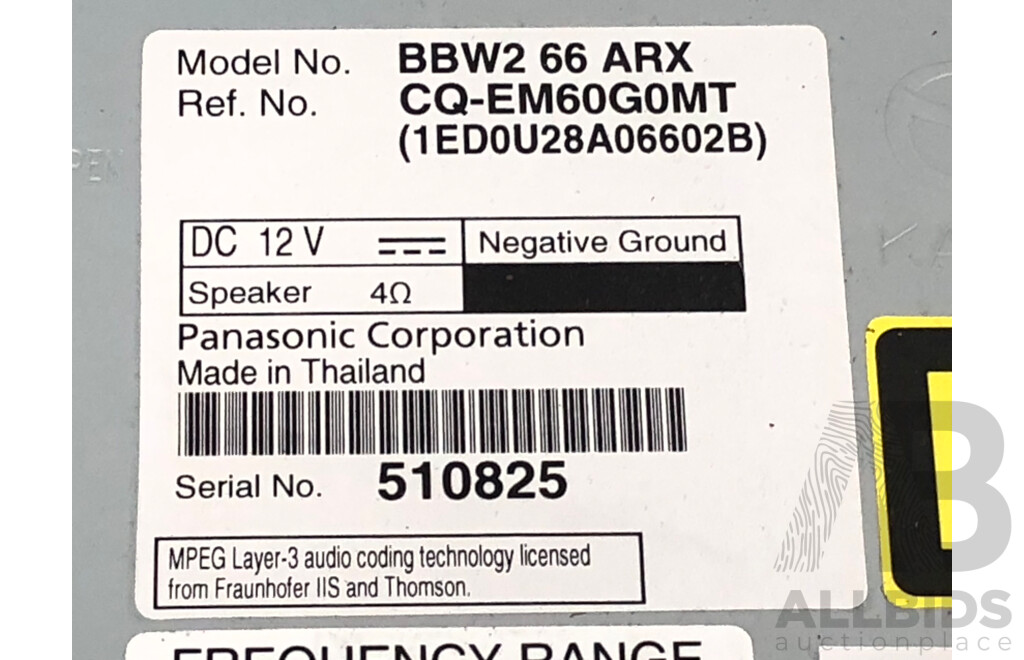 Model No. BBW2 66 ARX
Ref. No. CQ-EM60G0MT
(1ED0U28A06602B)
DC 12 V Negative Ground
Speaker 4Ω
Panasonic Corporation
Made in Thailand
Serial No. 510825
MPEG Layer-3 audio coding technology licensed
from Fraunhofer IIS and Thomson.
FREQUENCY RANGE
ALLBIDS
auctionplace